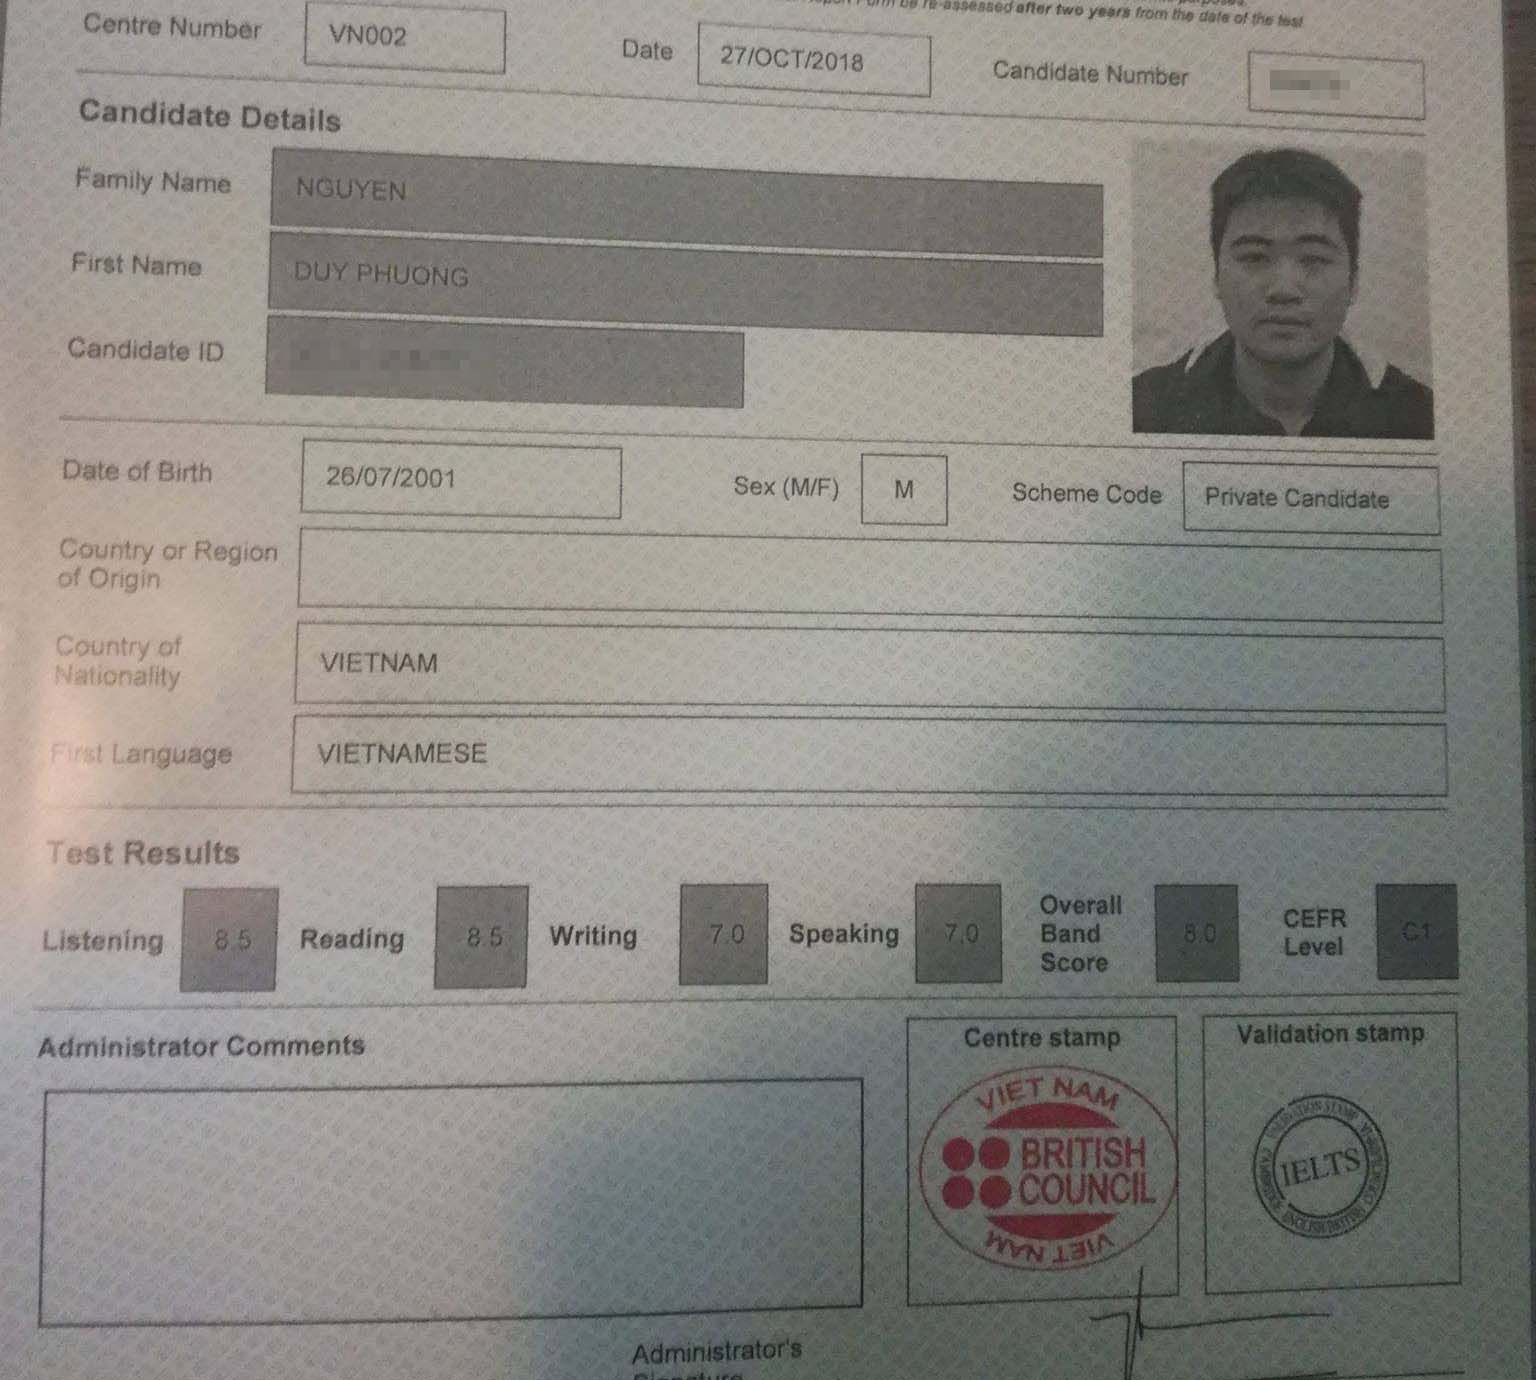 be re-assessed after two years from the date of the test
Centre Number VN002 Date 27/OCT/2018 Candidate Number
Candidate Details
Family Name NGUYEN
First Name DUY PHUONG
Candidate ID
Date of Birth 26/07/2001 Sex (M/F) M Scheme Code Private Candidate
Country or Region
of Origin
Country of
Nationality
VIETNAM
First Language VIETNAMESE
Test Results
Listening 8.5 Reading 8.5 Writing 7.0 Speaking 7.0
Overall
Band
Score
8.0
CEFR
Level
C1
Administrator Comments
Centre stamp
VIET NAM
BRITISH
COUNCIL
VIET NAM
Validation stamp
IELTS
Administrator's